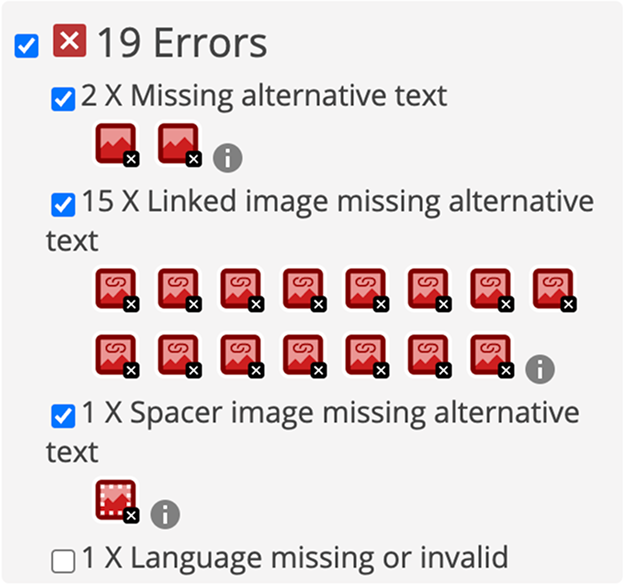 19 Errors
2 X Missing alternative text
15 X Linked image missing alternative
text
1 X Spacer image missing alternative
text
1 X Language missing or invalid